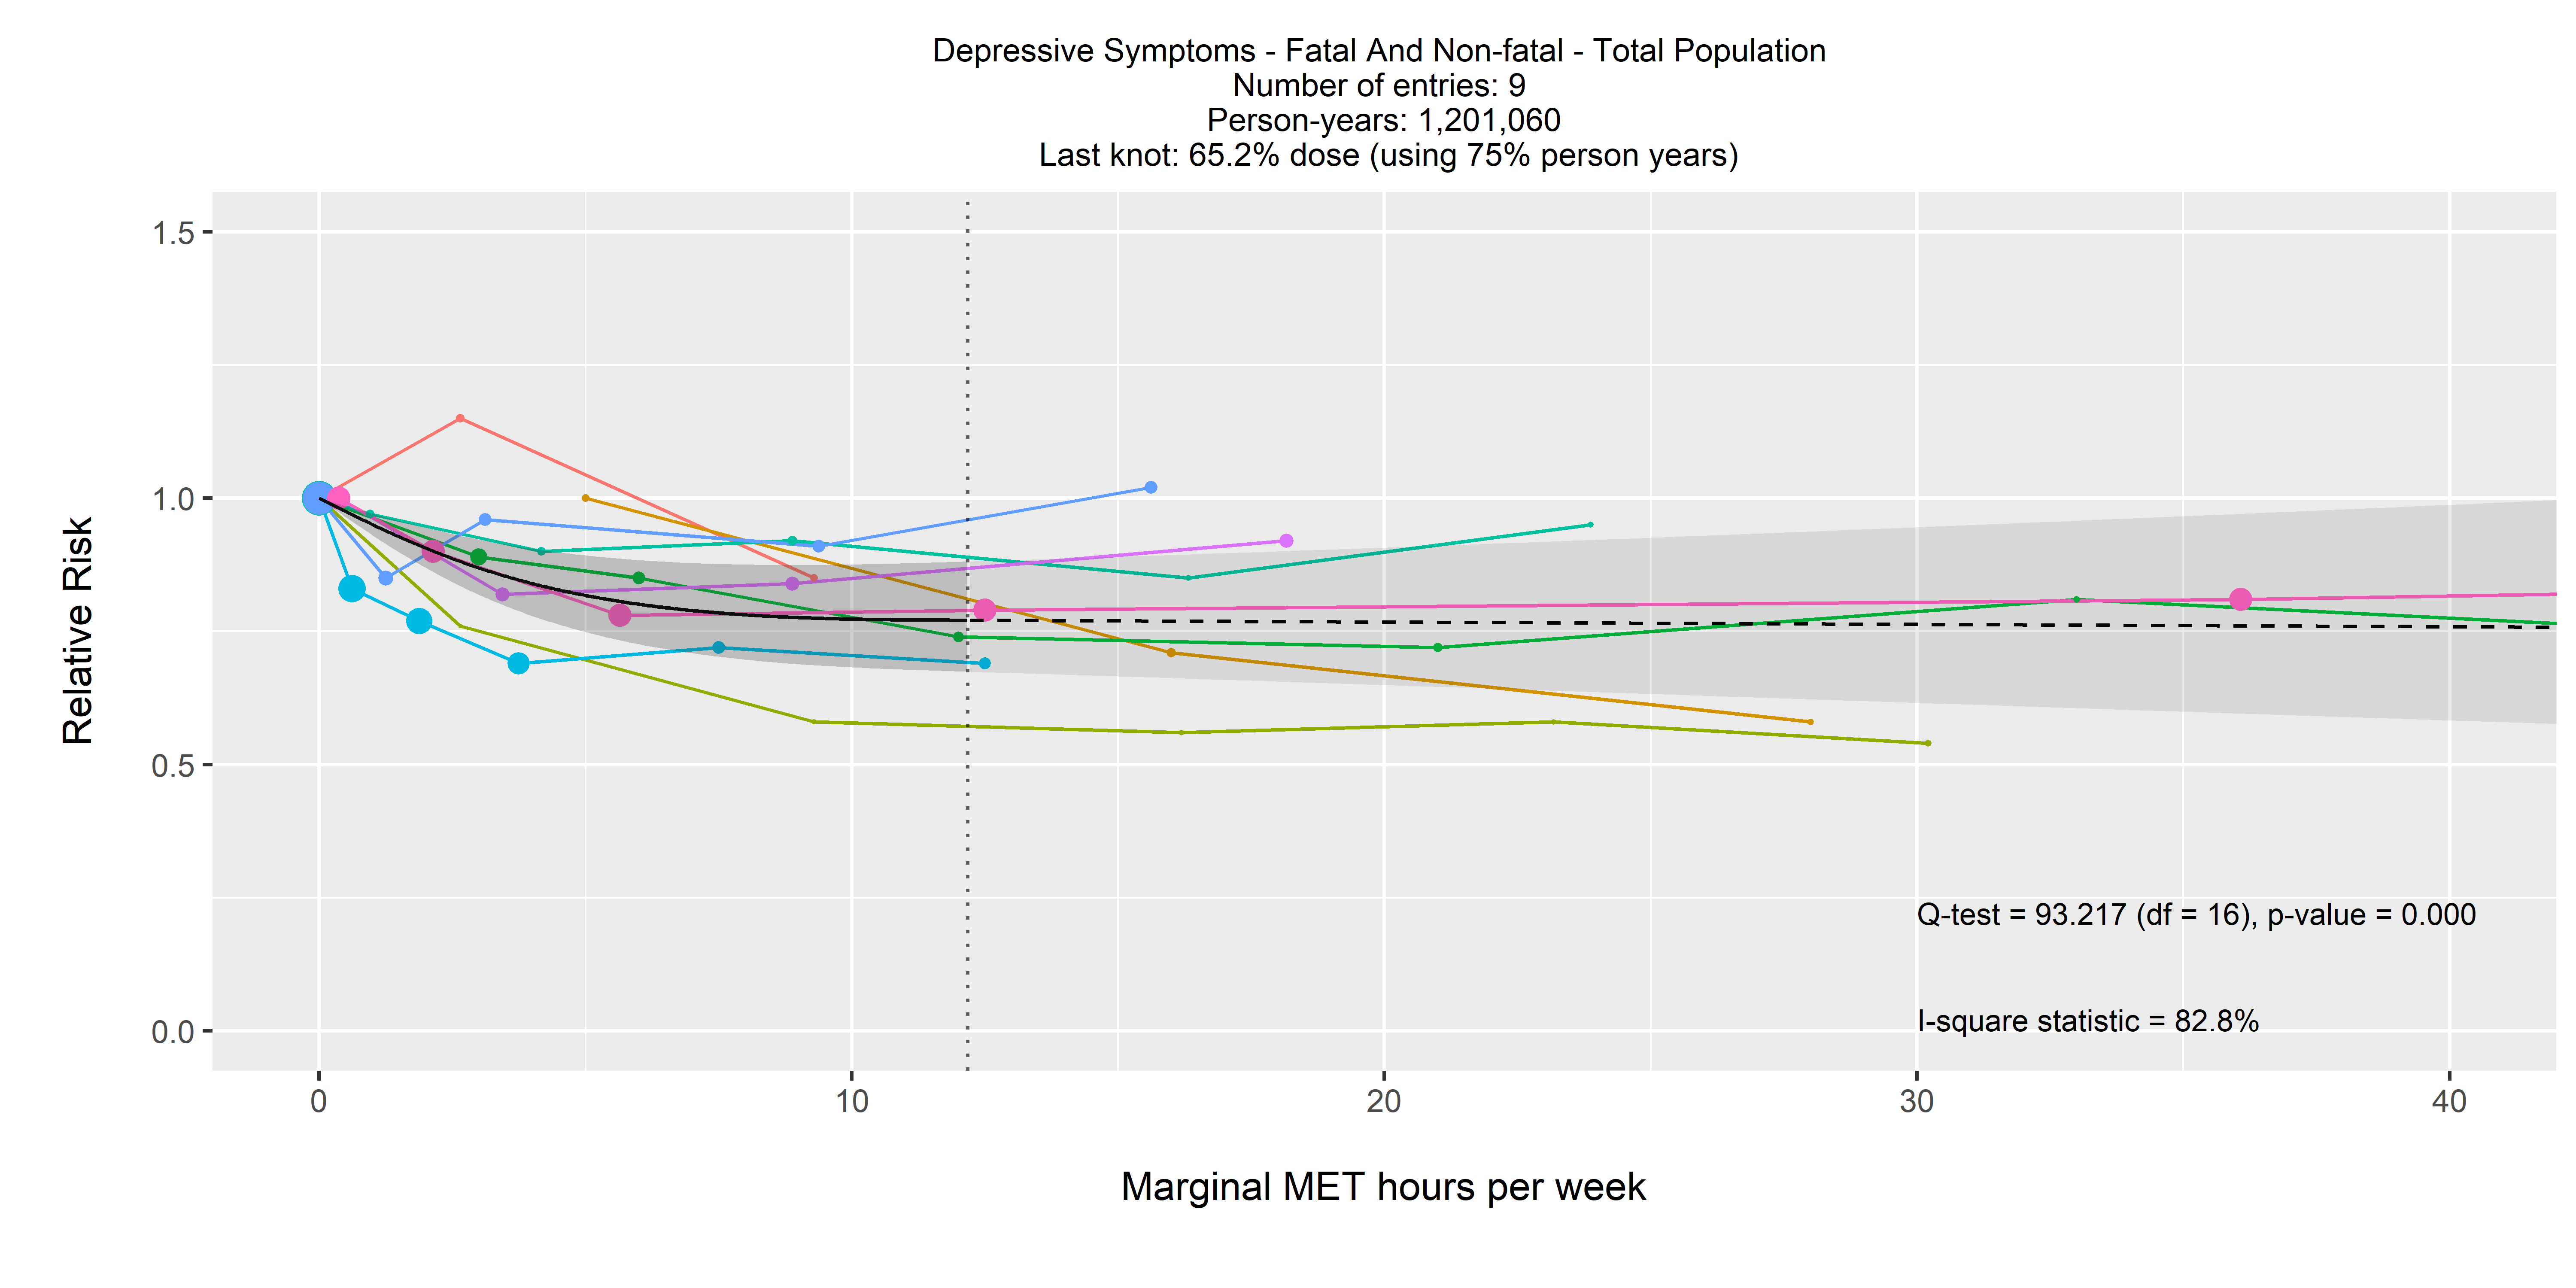 Depressive Symptoms - Fatal And Non-fatal - Total Population
Number of entries: 9
Person-years: 1,201,060
Last knot: 65.2% dose (using 75% person years)
Relative Risk
1.5
1.0
0.5
0.0
Q-test = 93.217 (df = 16), p-value = 0.000
I-square statistic = 82.8%
0 10 20 30 40
Marginal MET hours per week